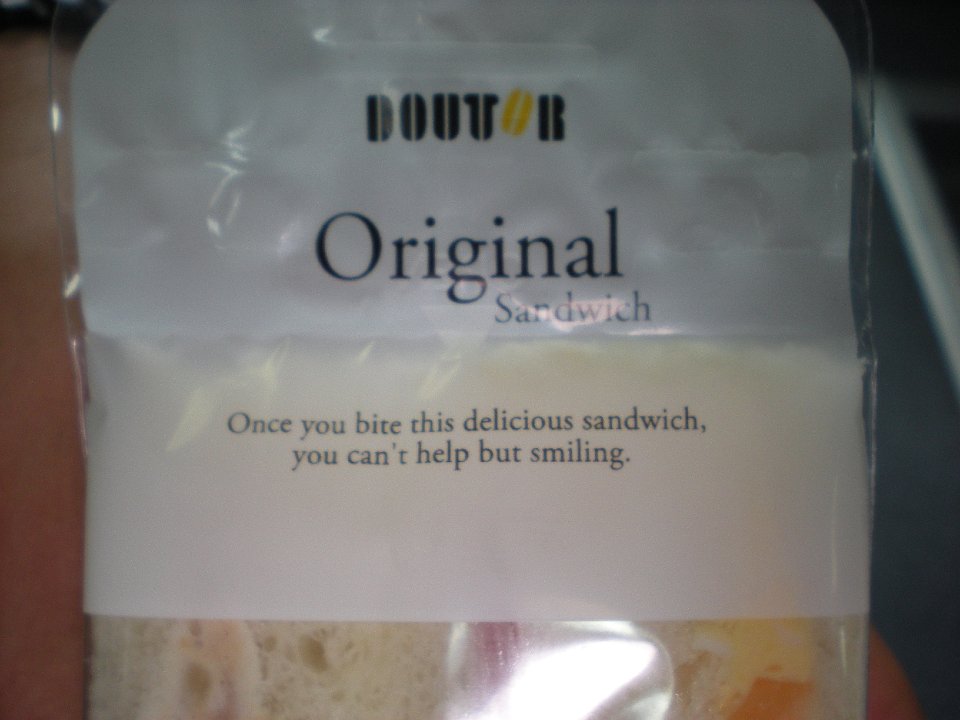 DOUTOR
Original
Sandwich
Once you bite this delicious sandwich,
you can't help but smiling.